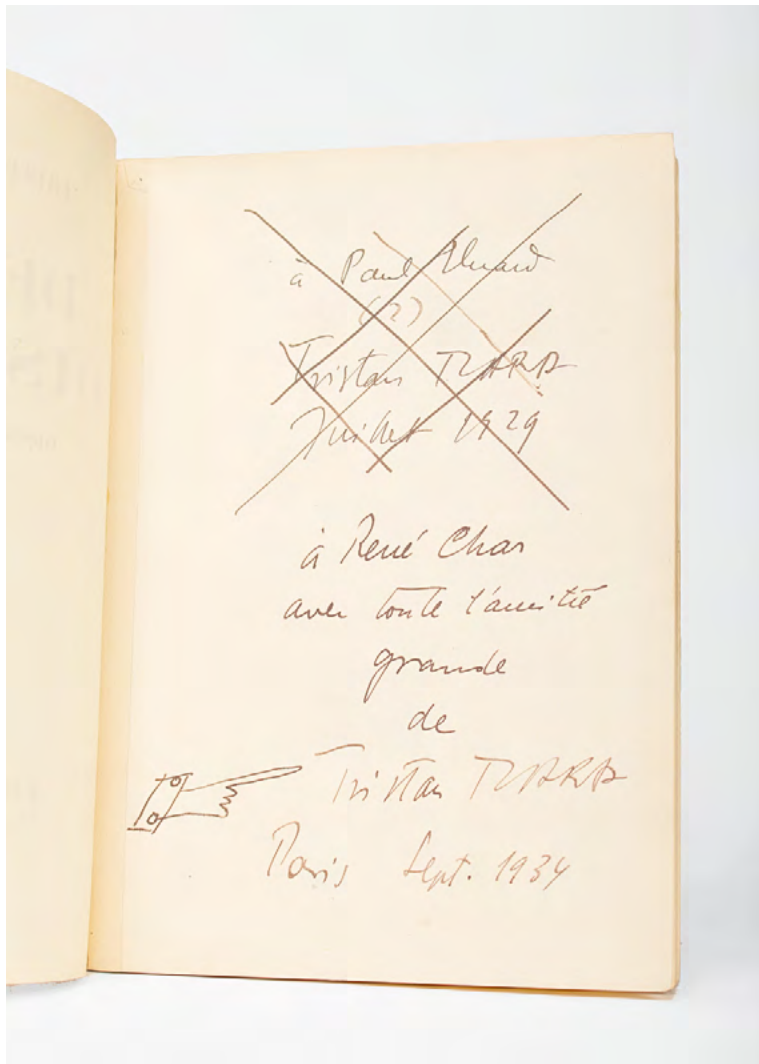 à Paul Eluard
(2)
Tristan TZARA
Juillet 1929
à René Char
avec toute l'amitié
grande
de
Tristan TZARA
Paris Sept. 1934